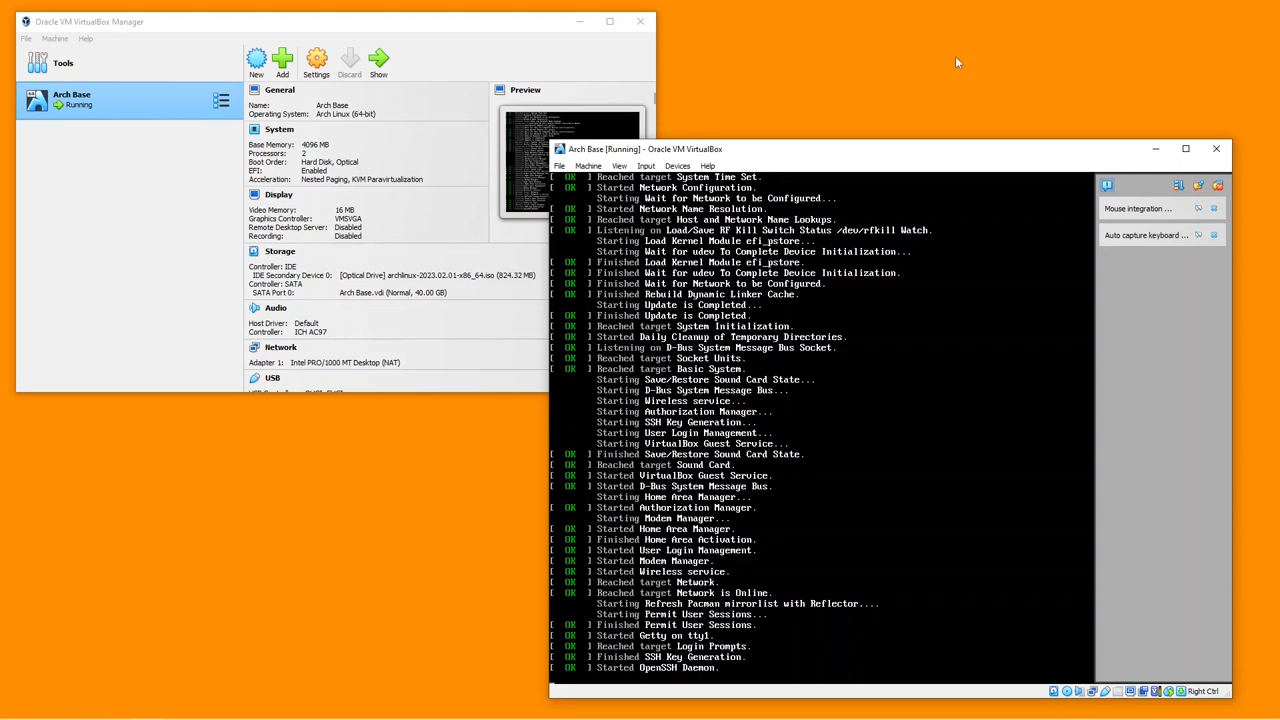 Oracle VM VirtualBox Manager
File Machine Help
Tools
New Add Settings Discard Show
Arch Base
Running
General
Name: Arch Base
Operating System: Arch Linux (64-bit)
System
Base Memory: 4096 MB
Processors: 2
Boot Order: Hard Disk, Optical
EFI: Enabled
Acceleration: Nested Paging, KVM Paravirtualization
Display
Video Memory: 16 MB
Graphics Controller: VMSVGA
Remote Desktop Server: Disabled
Recording: Disabled
Storage
Controller: IDE
IDE Secondary Device 0: [Optical Drive] archlinux-2023.02.01-x86_64.iso (824.32 MB)
Controller: SATA
SATA Port 0: Arch Base.vdi (Normal, 40.00 GB)
Audio
Host Driver: Default
Controller: ICH AC97
Network
Adapter 1: Intel PRO/1000 MT Desktop (NAT)
USB
Preview
Arch Base [Running] - Oracle VM VirtualBox
File Machine View Input Devices Help
[ OK ] Reached target System Time Set.
[ OK ] Started Network Configuration.
Starting Wait for Network to be Configured...
[ OK ] Started Network Name Resolution.
[ OK ] Reached target Host and Network Name Lookups.
[ OK ] Listening on Load/Save RF Kill Switch Status /dev/rfkill Watch.
Starting Load Kernel Module efi_pstore...
Starting Wait for udev To Complete Device Initialization...
[ OK ] Finished Load Kernel Module efi_pstore.
[ OK ] Finished Wait for udev To Complete Device Initialization.
[ OK ] Finished Wait for Network to be Configured.
[ OK ] Finished Rebuild Dynamic Linker Cache.
Starting Update is Completed...
[ OK ] Finished Update is Completed.
[ OK ] Reached target System Initialization.
[ OK ] Started Daily Cleanup of Temporary Directories.
[ OK ] Listening on D-Bus System Message Bus Socket.
[ OK ] Reached target Socket Units.
[ OK ] Reached target Basic System.
Starting Save/Restore Sound Card State...
Starting D-Bus System Message Bus...
Starting Wireless service...
Starting Authorization Manager...
Starting SSH Key Generation...
Starting User Login Management...
Starting VirtualBox Guest Service...
[ OK ] Finished Save/Restore Sound Card State.
[ OK ] Reached target Sound Card.
[ OK ] Started VirtualBox Guest Service.
[ OK ] Started D-Bus System Message Bus.
Starting Home Area Manager...
[ OK ] Started Authorization Manager.
Starting Modem Manager...
[ OK ] Started Home Area Manager.
[ OK ] Finished Home Area Activation.
[ OK ] Started User Login Management.
[ OK ] Started Modem Manager.
[ OK ] Started Wireless service.
[ OK ] Reached target Network.
[ OK ] Reached target Network is Online.
Starting Refresh Pacman mirrorlist with Reflector....
Starting Permit User Sessions...
[ OK ] Finished Permit User Sessions.
[ OK ] Started Getty on tty1.
[ OK ] Reached target Login Prompts.
[ OK ] Finished SSH Key Generation.
[ OK ] Started OpenSSH Daemon.
Mouse integration ...
Auto capture keyboard ...
Right Ctrl